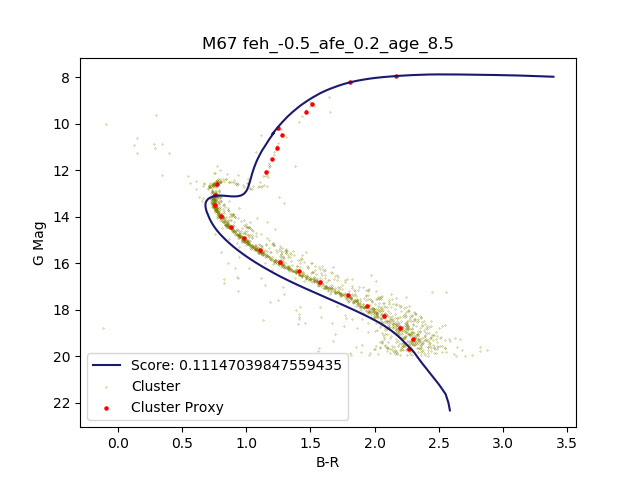 M67 feh_-0.5_afe_0.2_age_8.5
8
10
12
14
16
18
20
22
G Mag
Score: 0.11147039847559435
Cluster
Cluster Proxy
0.0 0.5 1.0 1.5 2.0 2.5 3.0 3.5
B-R